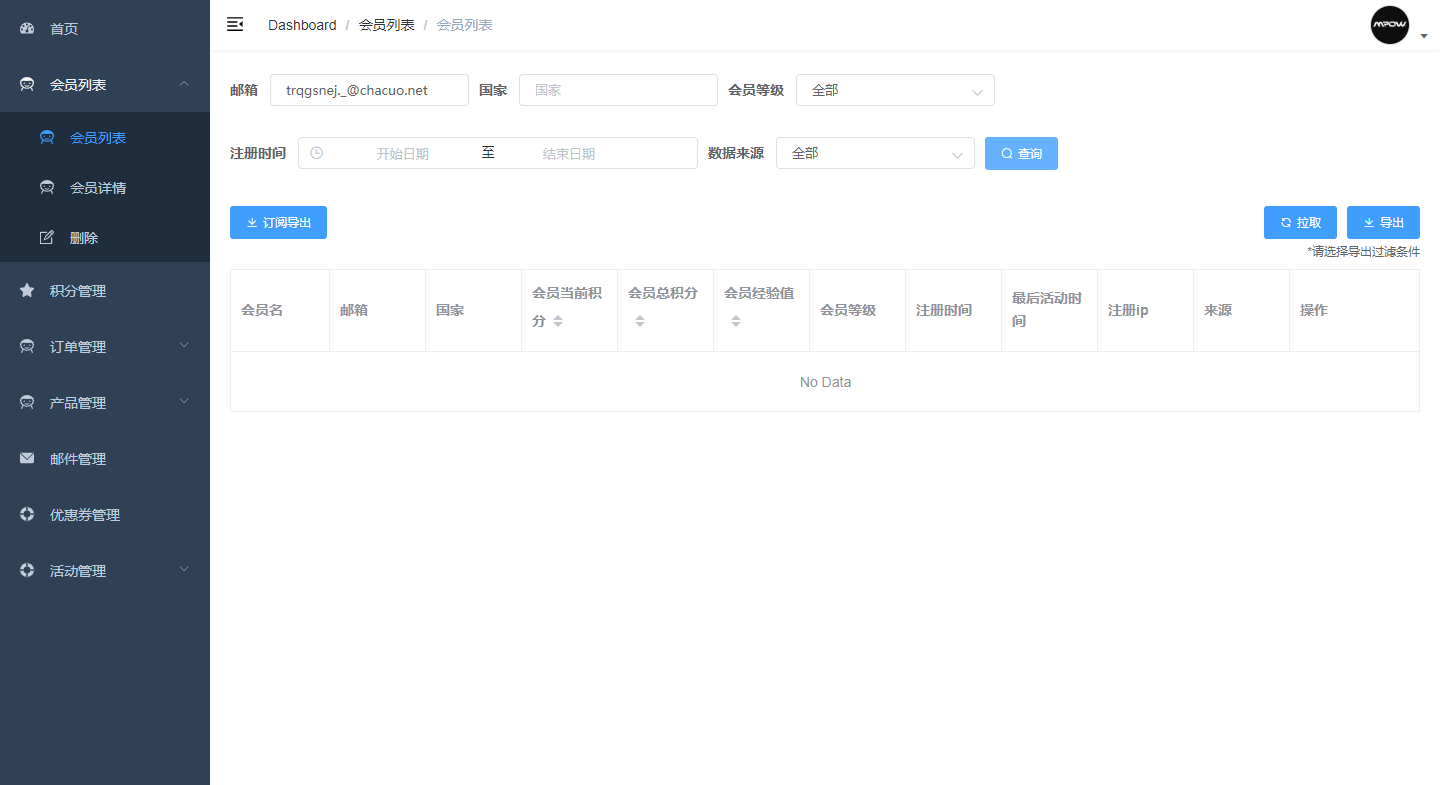 首页
会员列表
会员列表
会员详情
删除
积分管理
订单管理
产品管理
邮件管理
优惠券管理
活动管理
Dashboard / 会员列表 / 会员列表
MPOW
邮箱 trqgsnej._@chacuo.net 国家 国家 会员等级 全部
注册时间 开始日期 至 结束日期 数据来源 全部 查询
订阅导出 拉取 导出
*请选择导出过滤条件
会员名 邮箱 国家 会员当前积分 会员总积分 会员经验值 会员等级 注册时间 最后活动时间 注册ip 来源 操作
No Data